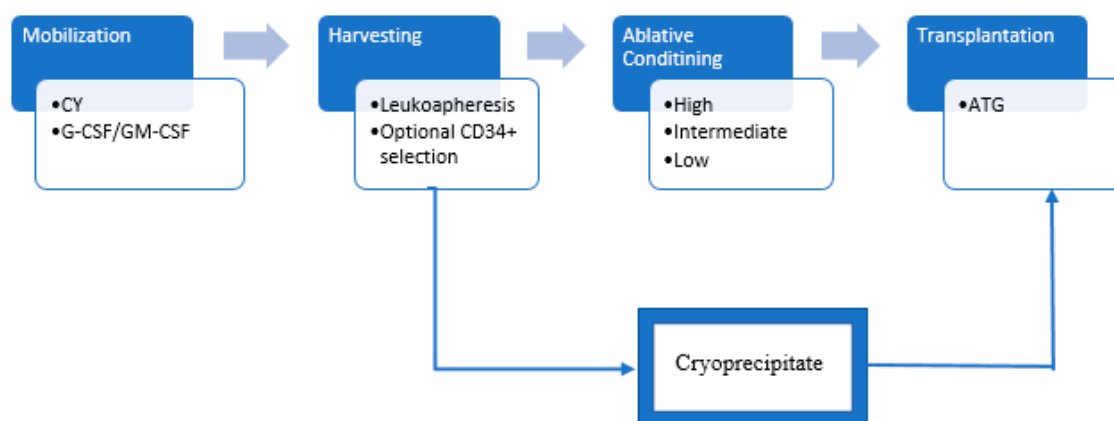 Mobilization
•CY
•G-CSF/GM-CSF
Harvesting
•Leukoapheresis
•Optional CD34+
selection
Ablative
Conditining
•High
•Intermediate
•Low
Transplantation
•ATG
Cryoprecipitate